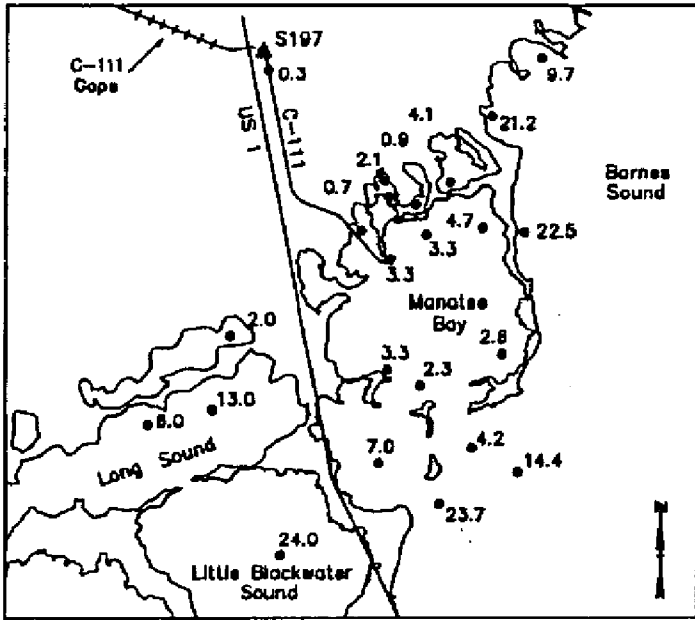 S197
C-111
Gaps
0.3
9.7
US 1
C-111
4.1
21.2
0.9
2.1
Barnes
Sound
0.7
4.7
22.5
3.3
3.3
Manatee
Bay
2.0
2.8
3.3
2.3
13.0
8.0
4.2
Long Sound
7.0
14.4
23.7
N
24.0
Little Blackwater
Sound